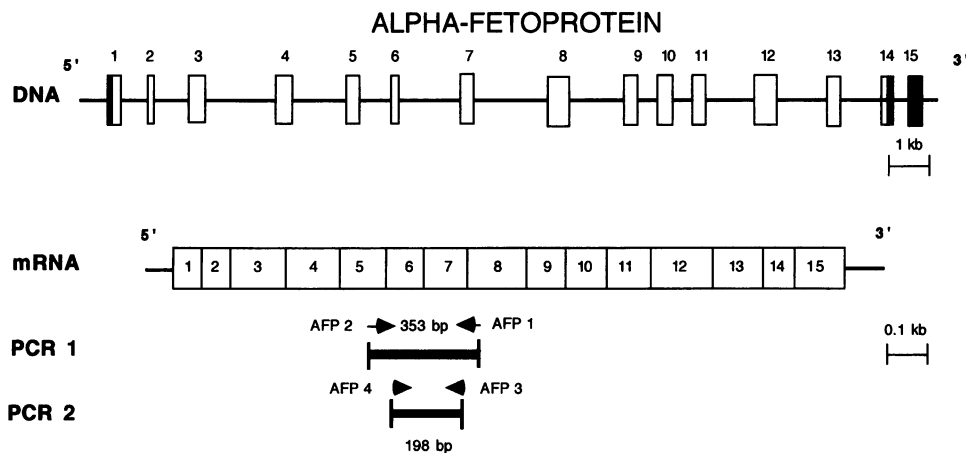 ALPHA-FETOPROTEIN
1 2 3 4 5 6 7 8 9 10 11 12 13 14 15
5' 3'
DNA
1 kb
5' 3'
mRNA 1 2 3 4 5 6 7 8 9 10 11 12 13 14 15
AFP 2 353 bp AFP 1 0.1 kb
PCR 1
AFP 4 AFP 3
PCR 2
198 bp